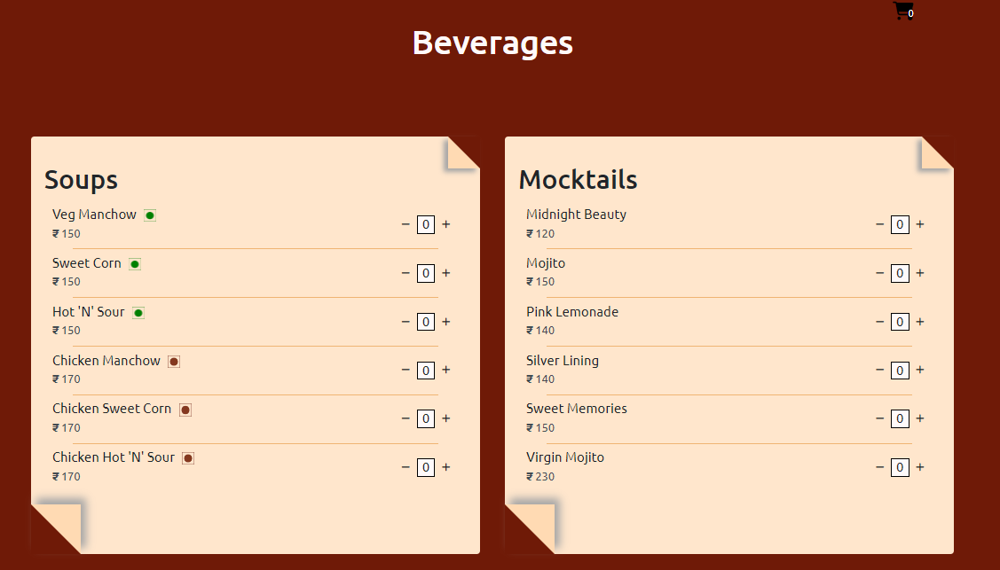 0
Beverages
Soups
Veg Manchow
₹ 150
− 0 +
Sweet Corn
₹ 150
− 0 +
Hot 'N' Sour
₹ 150
− 0 +
Chicken Manchow
₹ 170
− 0 +
Chicken Sweet Corn
₹ 170
− 0 +
Chicken Hot 'N' Sour
₹ 170
− 0 +
Mocktails
Midnight Beauty
₹ 120
− 0 +
Mojito
₹ 150
− 0 +
Pink Lemonade
₹ 140
− 0 +
Silver Lining
₹ 140
− 0 +
Sweet Memories
₹ 150
− 0 +
Virgin Mojito
₹ 230
− 0 +